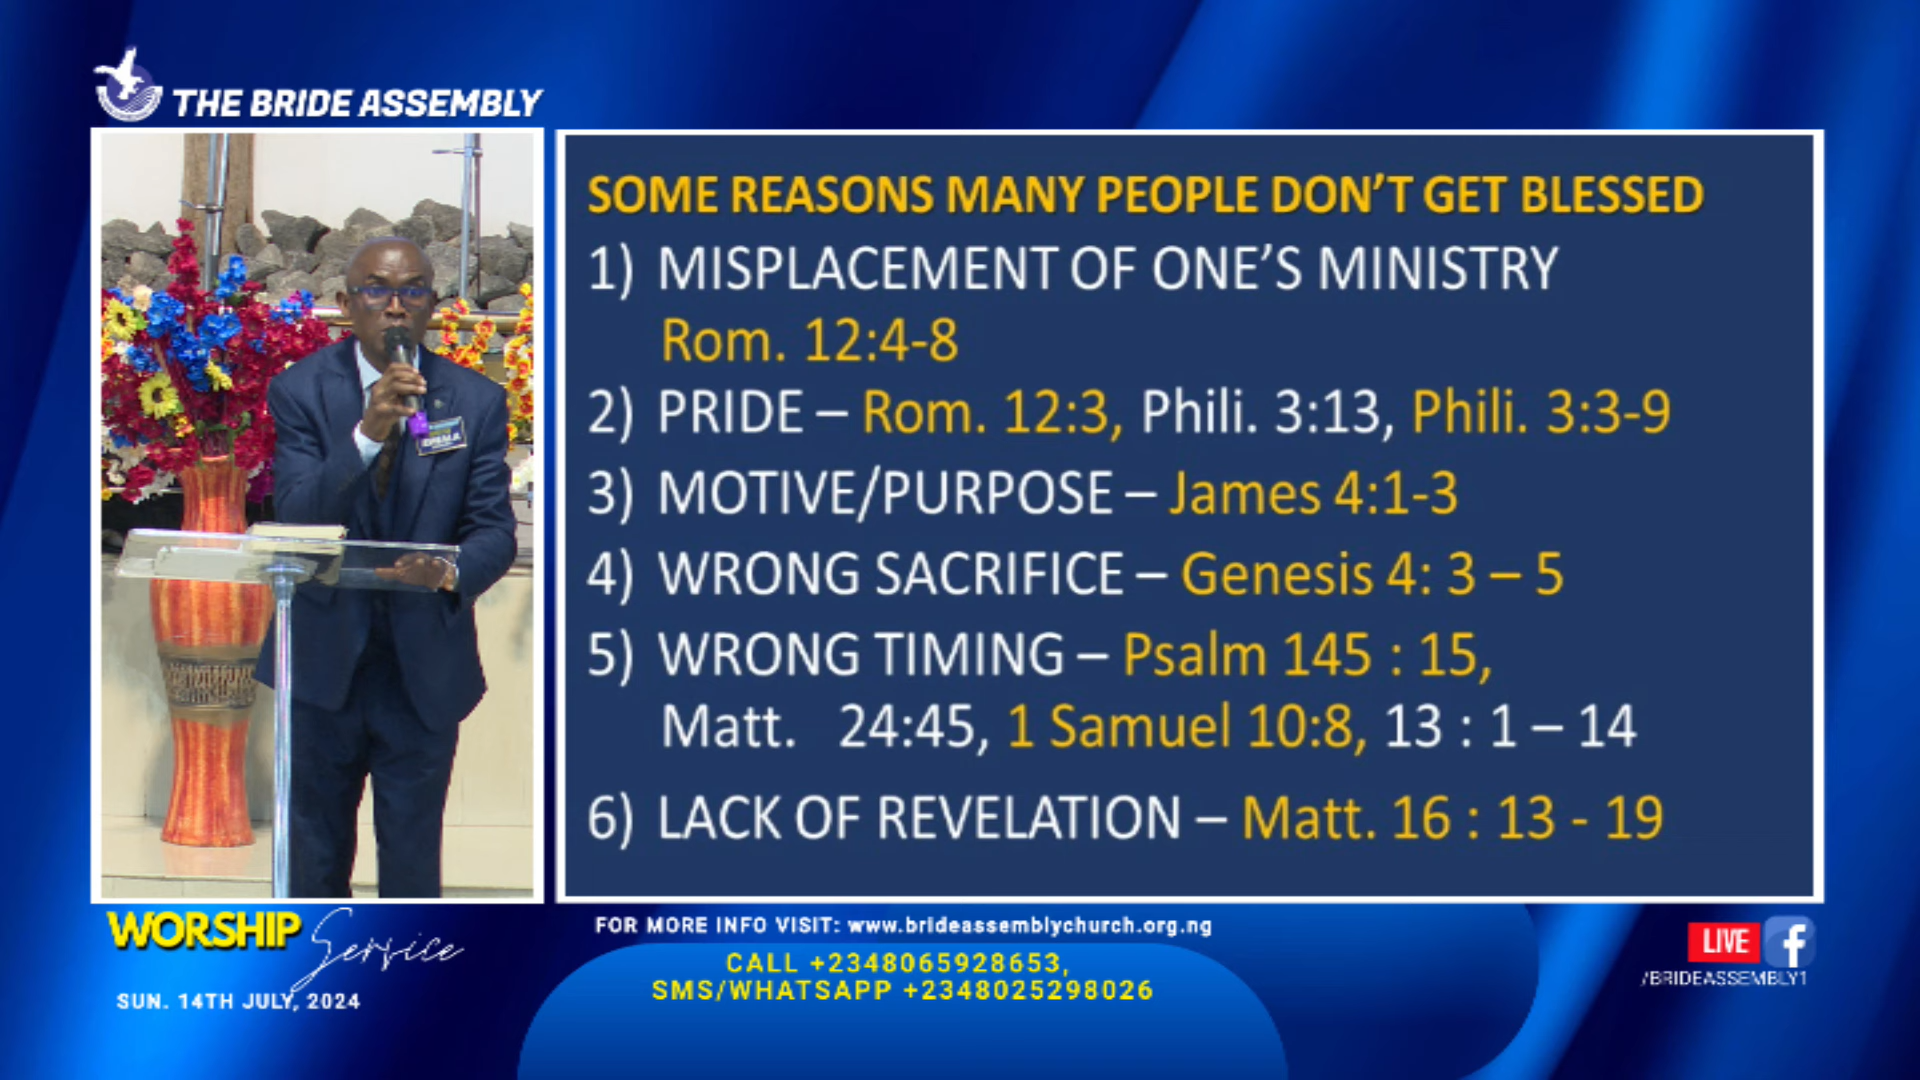 THE BRIDE ASSEMBLY
SOME REASONS MANY PEOPLE DON'T GET BLESSED
1) MISPLACEMENT OF ONE'S MINISTRY
Rom. 12:4-8
2) PRIDE – Rom. 12:3, Phili. 3:13, Phili. 3:3-9
3) MOTIVE/PURPOSE – James 4:1-3
4) WRONG SACRIFICE – Genesis 4: 3 – 5
5) WRONG TIMING – Psalm 145 : 15,
Matt. 24:45, 1 Samuel 10:8, 13 : 1 – 14
6) LACK OF REVELATION – Matt. 16 : 13 - 19
WORSHIP Service
SUN. 14TH JULY, 2024
FOR MORE INFO VISIT: www.brideassemblychurch.org.ng
CALL +2348065928653,
SMS/WHATSAPP +2348025298026
LIVE f
/BRIDEASSEMBLY1